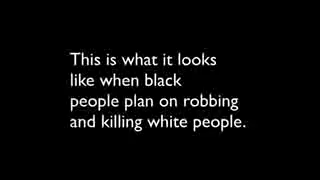 This is what it looks
like when black
people plan on robbing
and killing white people.